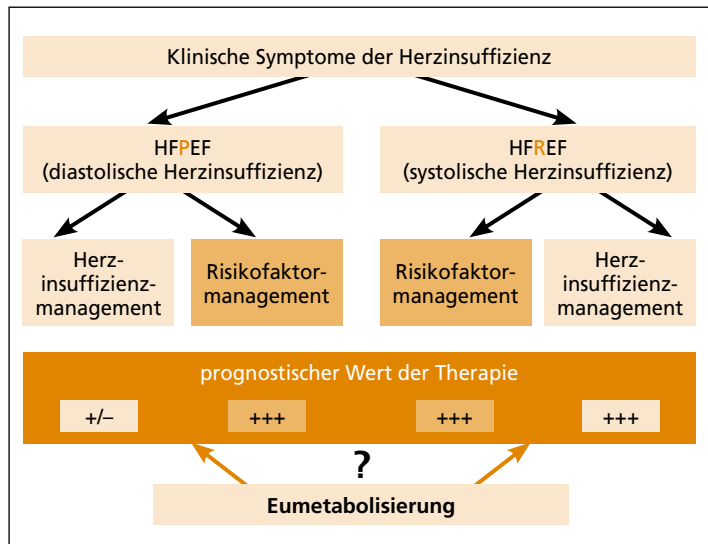 Klinische Symptome der Herzinsuffizienz
HFPEF
(diastolische Herzinsuffizienz)
HFREF
(systolische Herzinsuffizienz)
Herz-
insuffizienz-
management
Risikofaktor-
management
Risikofaktor-
management
Herz-
insuffizienz-
management
prognostischer Wert der Therapie
+/–
+++
+++
+++
?
Eumetabolisierung